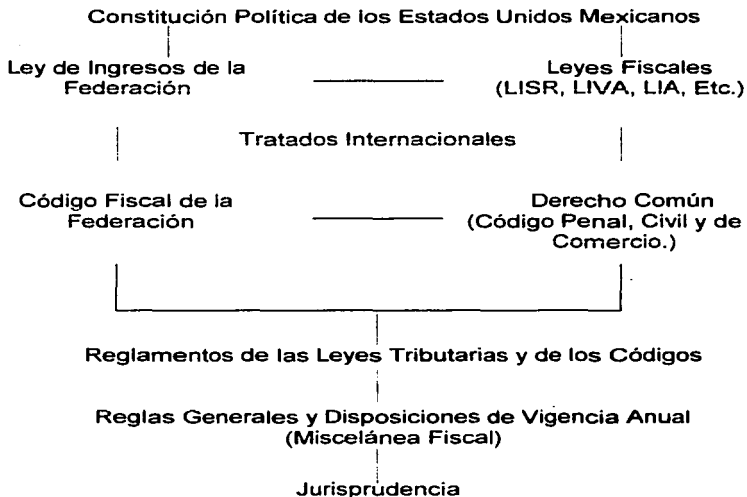 Constitución Política de los Estados Unidos Mexicanos
Ley de Ingresos de la
Federación
Leyes Fiscales
(LISR, LIVA, LIA, Etc.)
Tratados Internacionales
Código Fiscal de la
Federación
Derecho Común
(Código Penal, Civil y de
Comercio.)
Reglamentos de las Leyes Tributarias y de los Códigos
Reglas Generales y Disposiciones de Vigencia Anual
(Miscelánea Fiscal)
Jurisprudencia